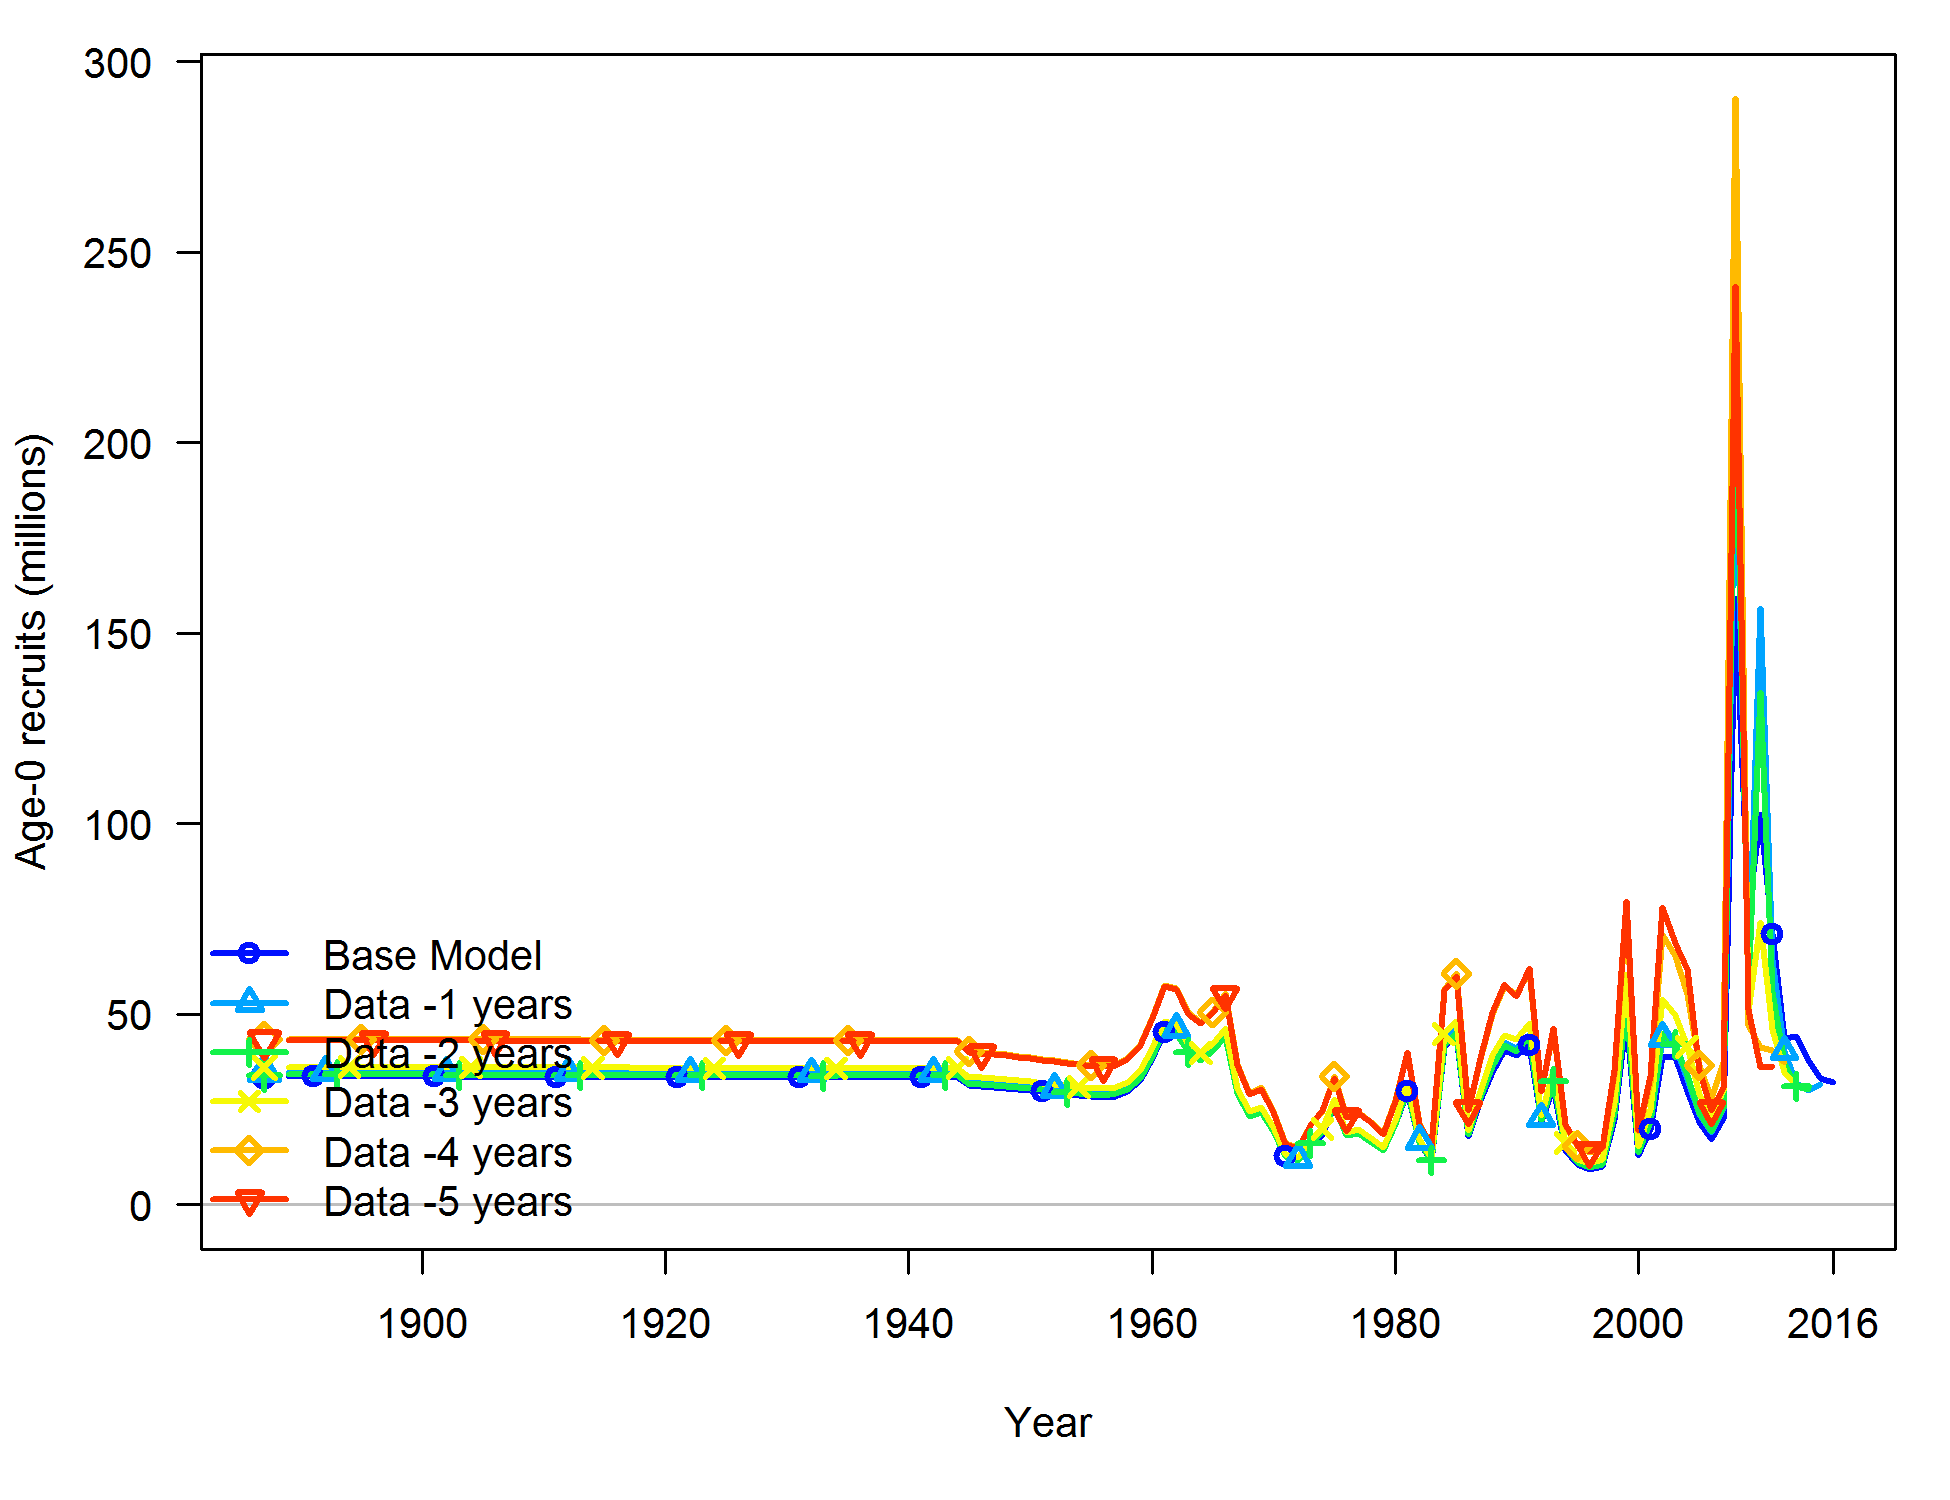 Age-0 recruits (millions)
300
250
200
150
100
50
0
Base Model
Data -1 years
Data -2 years
Data -3 years
Data -4 years
Data -5 years
1900 1920 1940 1960 1980 2000 2016
Year